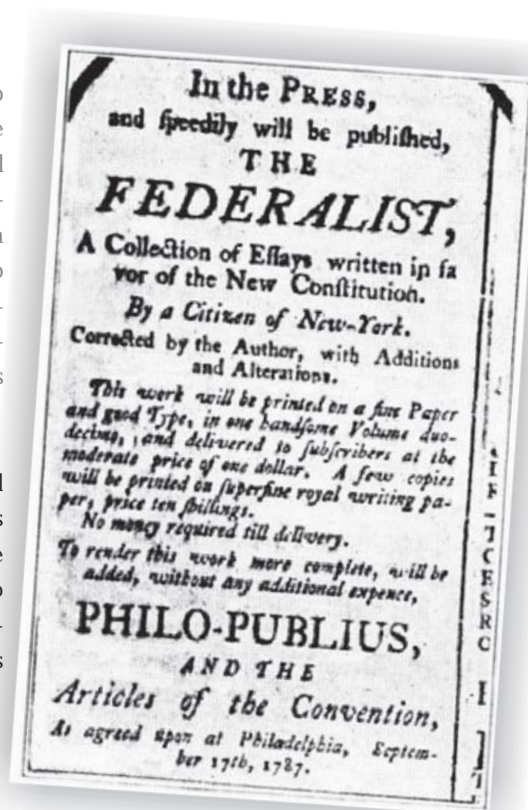 In the PRESS,
and ſpeedily will be publiſhed,
THE
FEDERALIST,
A Collection of Eſſays written in fa
vor of the New Conſtitution.
By a Citizen of New-York.
Corrected by the Author, with Additions
and Alterations.
This work will be printed on a fine Paper
and good Type, in one handſome Volume duo-
decimo, and delivered to ſubſcribers at the
moderate price of one dollar. A few copies
will be printed on ſuperfine royal writing pa-
per, price ten ſhillings.
No money required till delivery.
To render this work more complete, will be
added, without any additional expence,
PHILO-PUBLIUS,
AND THE
Articles of the Convention,
As agreed upon at Philadelphia, Septem-
ber 17th, 1787.